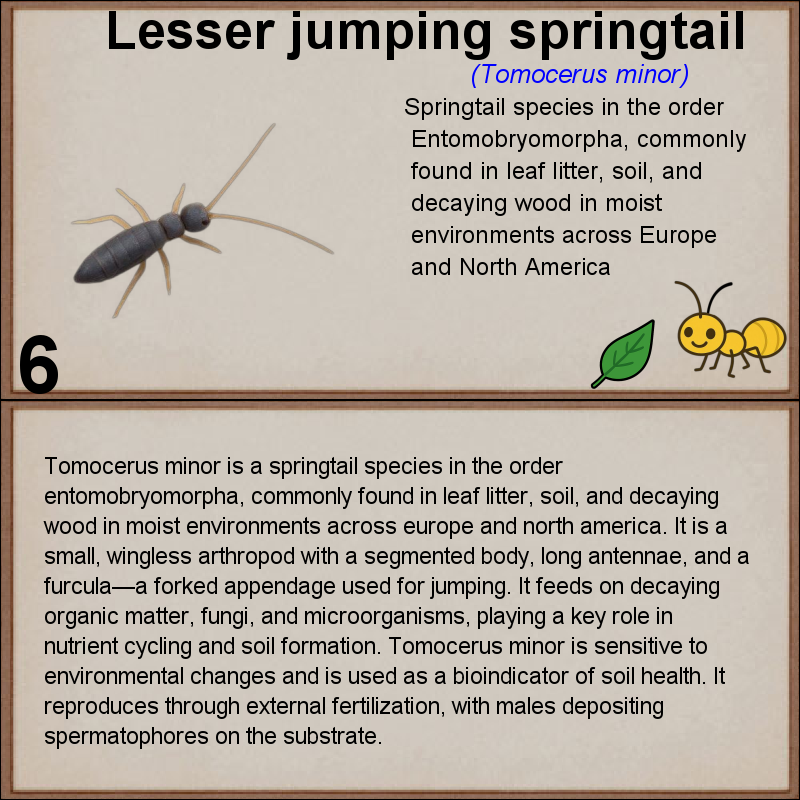 Lesser jumping springtail
(Tomocerus minor)
Springtail species in the order
Entomobryomorpha, commonly
found in leaf litter, soil, and
decaying wood in moist
environments across Europe
and North America
6
Tomocerus minor is a springtail species in the order
entomobryomorpha, commonly found in leaf litter, soil, and decaying
wood in moist environments across europe and north america. It is a
small, wingless arthropod with a segmented body, long antennae, and a
furcula—a forked appendage used for jumping. It feeds on decaying
organic matter, fungi, and microorganisms, playing a key role in
nutrient cycling and soil formation. Tomocerus minor is sensitive to
environmental changes and is used as a bioindicator of soil health. It
reproduces through external fertilization, with males depositing
spermatophores on the substrate.